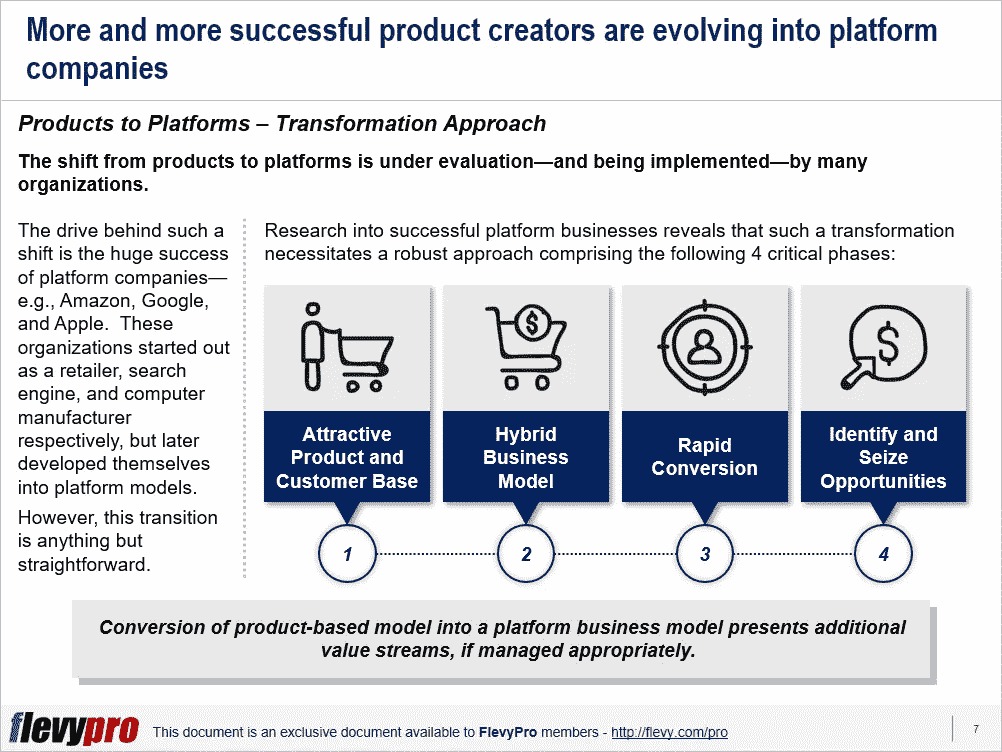 More and more successful product creators are evolving into platform
companies
Products to Platforms – Transformation Approach
The shift from products to platforms is under evaluation—and being implemented—by many
organizations.
The drive behind such a
shift is the huge success
of platform companies—
e.g., Amazon, Google,
and Apple. These
organizations started out
as a retailer, search
engine, and computer
manufacturer
respectively, but later
developed themselves
into platform models.
However, this transition
is anything but
straightforward.
Research into successful platform businesses reveals that such a transformation
necessitates a robust approach comprising the following 4 critical phases:
$
$
Attractive
Product and
Customer Base
Hybrid
Business
Model
Rapid
Conversion
Identify and
Seize
Opportunities
1
2
3
4
Conversion of product-based model into a platform business model presents additional
value streams, if managed appropriately.
flevypro
This document is an exclusive document available to FlevyPro members - http://flevy.com/pro
7